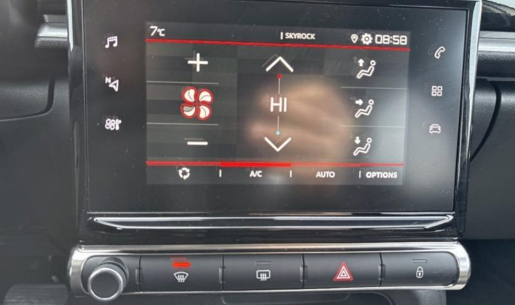 7°C
| SKYROCK
08:58
N
HI
A/C
AUTO
OPTIONS